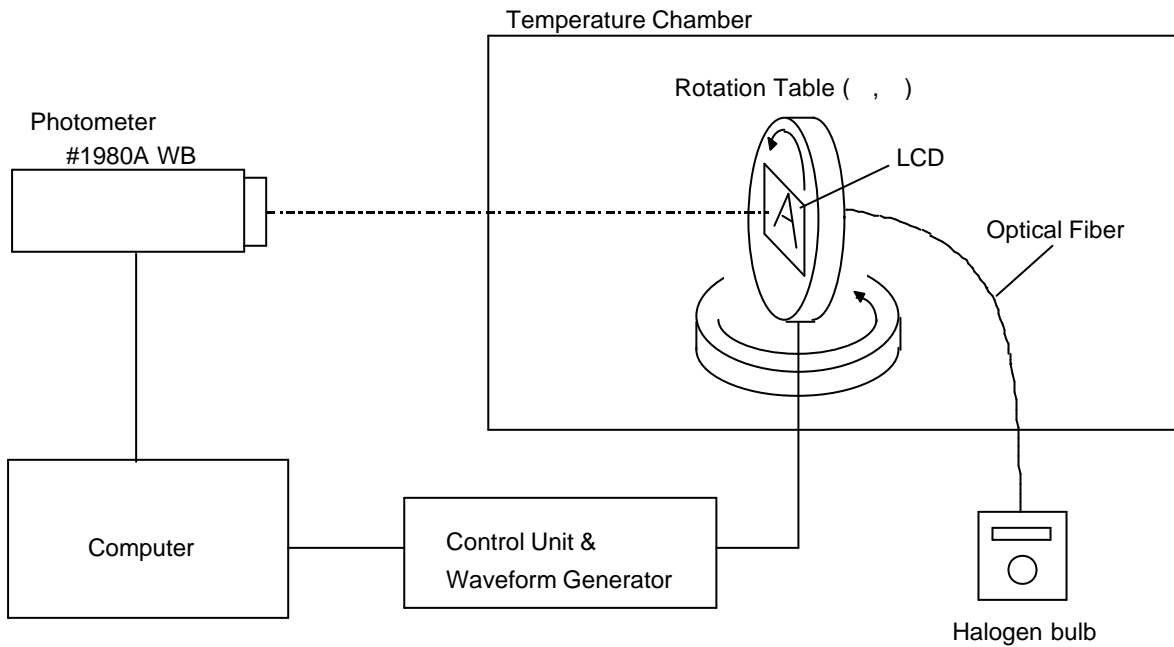 Temperature Chamber
Rotation Table ( , )
Photometer
#1980A WB
LCD
A
Optical Fiber
Computer
Control Unit &
Waveform Generator
Halogen bulb